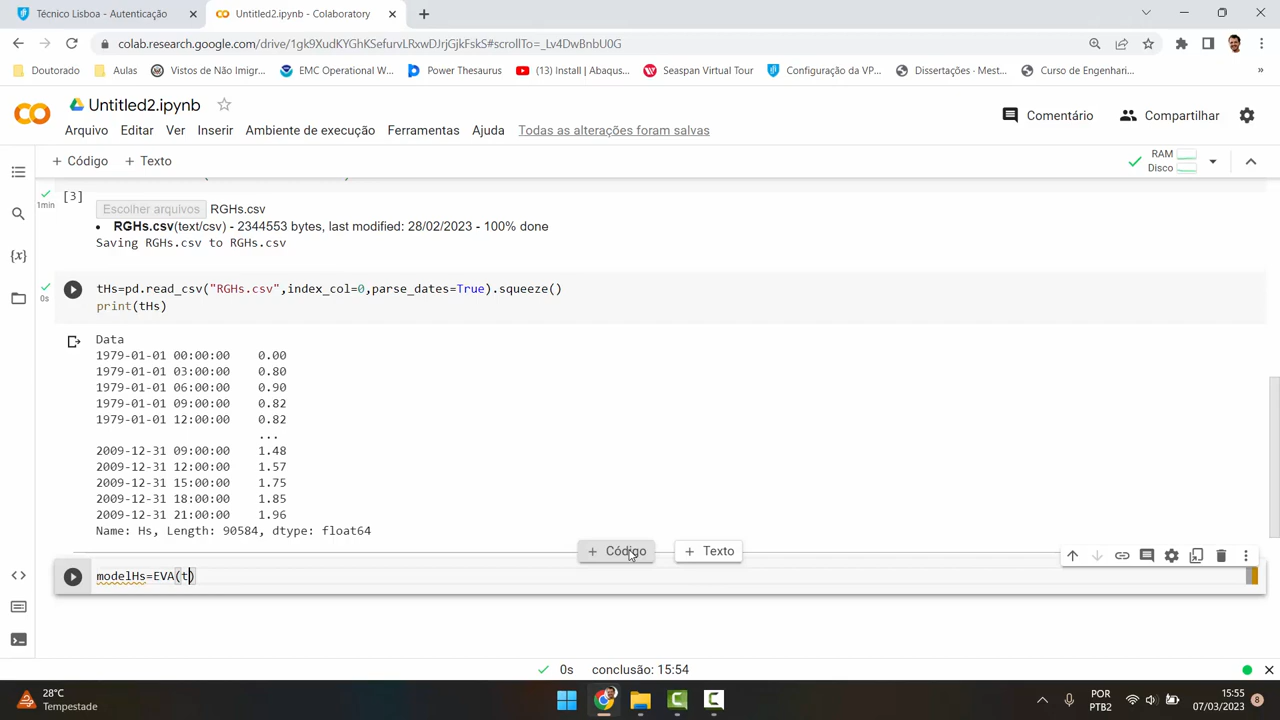 Técnico Lisboa - Autenticação
Untitled2.ipynb - Colaboratory
colab.research.google.com/drive/1gk9XudKYGhKSefurvLRxwDJrjGjkFskS#scrollTo=_Lv4DwBnbU0G
Doutorado
Aulas
Vistos de Não Imigr...
EMC Operational W...
Power Thesaurus
(13) Install | Abaqus...
Seaspan Virtual Tour
Configuração da VP...
Dissertações · Mest...
Curso de Engenhari...
»
CO
Untitled2.ipynb
Comentário
Compartilhar
Arquivo Editar Ver Inserir Ambiente de execução Ferramentas Ajuda Todas as alterações foram salvas
+ Código + Texto
RAM
Disco
[3]
1min
Escolher arquivos RGHs.csv
• RGHs.csv(text/csv) - 2344553 bytes, last modified: 28/02/2023 - 100% done
Saving RGHs.csv to RGHs.csv
0s
tHs=pd.read_csv("RGHs.csv",index_col=0,parse_dates=True).squeeze()
print(tHs)
Data
1979-01-01 00:00:00 0.00
1979-01-01 03:00:00 0.80
1979-01-01 06:00:00 0.90
1979-01-01 09:00:00 0.82
1979-01-01 12:00:00 0.82
...
2009-12-31 09:00:00 1.48
2009-12-31 12:00:00 1.57
2009-12-31 15:00:00 1.75
2009-12-31 18:00:00 1.85
2009-12-31 21:00:00 1.96
Name: Hs, Length: 90584, dtype: float64
+ Código + Texto
modelHs=EVA(t)
{x}
<>
0s conclusão: 15:54
28°C
Tempestade
POR
PTB2
15:55
07/03/2023
8